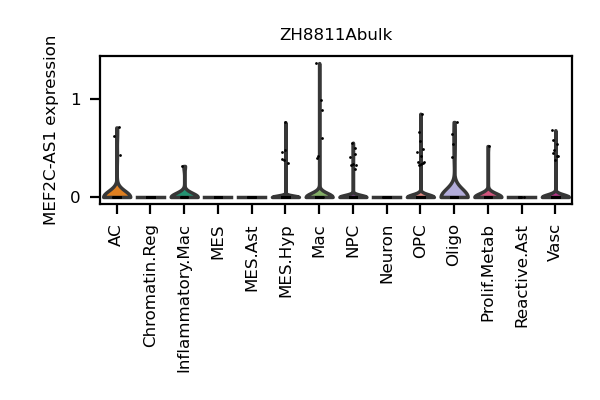 ZH8811Abulk
MEF2C-AS1 expression
1
0
AC
Chromatin.Reg
Inflammatory.Mac
MES
MES.Ast
MES.Hyp
Mac
NPC
Neuron
OPC
Oligo
Prolif.Metab
Reactive.Ast
Vasc